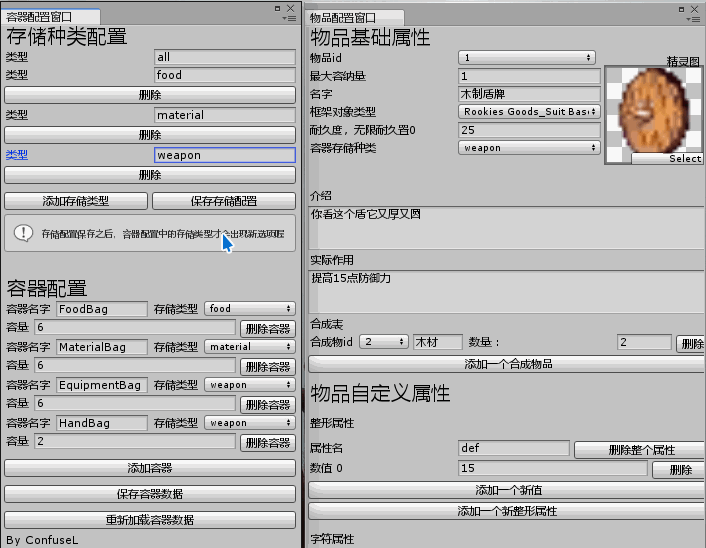 容器配置窗口
存储种类配置
类型 all
类型 food
删除
类型 material
删除
类型 weapon
删除
添加存储类型 保存存储配置
存储配置保存之后，容器配置中的存储类型才会出现新选项喔
容器配置
容器名字 FoodBag 存储类型 food
容量 6 删除容器
容器名字 MaterialBag 存储类型 material
容量 6 删除容器
容器名字 EquipmentBag 存储类型 weapon
容量 6 删除容器
容器名字 HandBag 存储类型 weapon
容量 2 删除容器
添加容器
保存容器数据
重新加载容器数据
By ConfuseL
物品配置窗口
物品基础属性
物品id 1
精灵图
最大容纳量 1
名字 木制盾牌
框架对象类型 Rookies Goods_Suit Bas
耐久度，无限耐久置0 25
容器存储种类 weapon
Select
介绍
你看这个盾它又厚又圆
实际作用
提高15点防御力
合成表
合成物id 2 木材 数量： 2 删除
添加一个合成物品
物品自定义属性
整形属性
属性名 def 删除整个属性
数值 0 15 删除
添加一个新值
添加一个新整形属性
字符属性